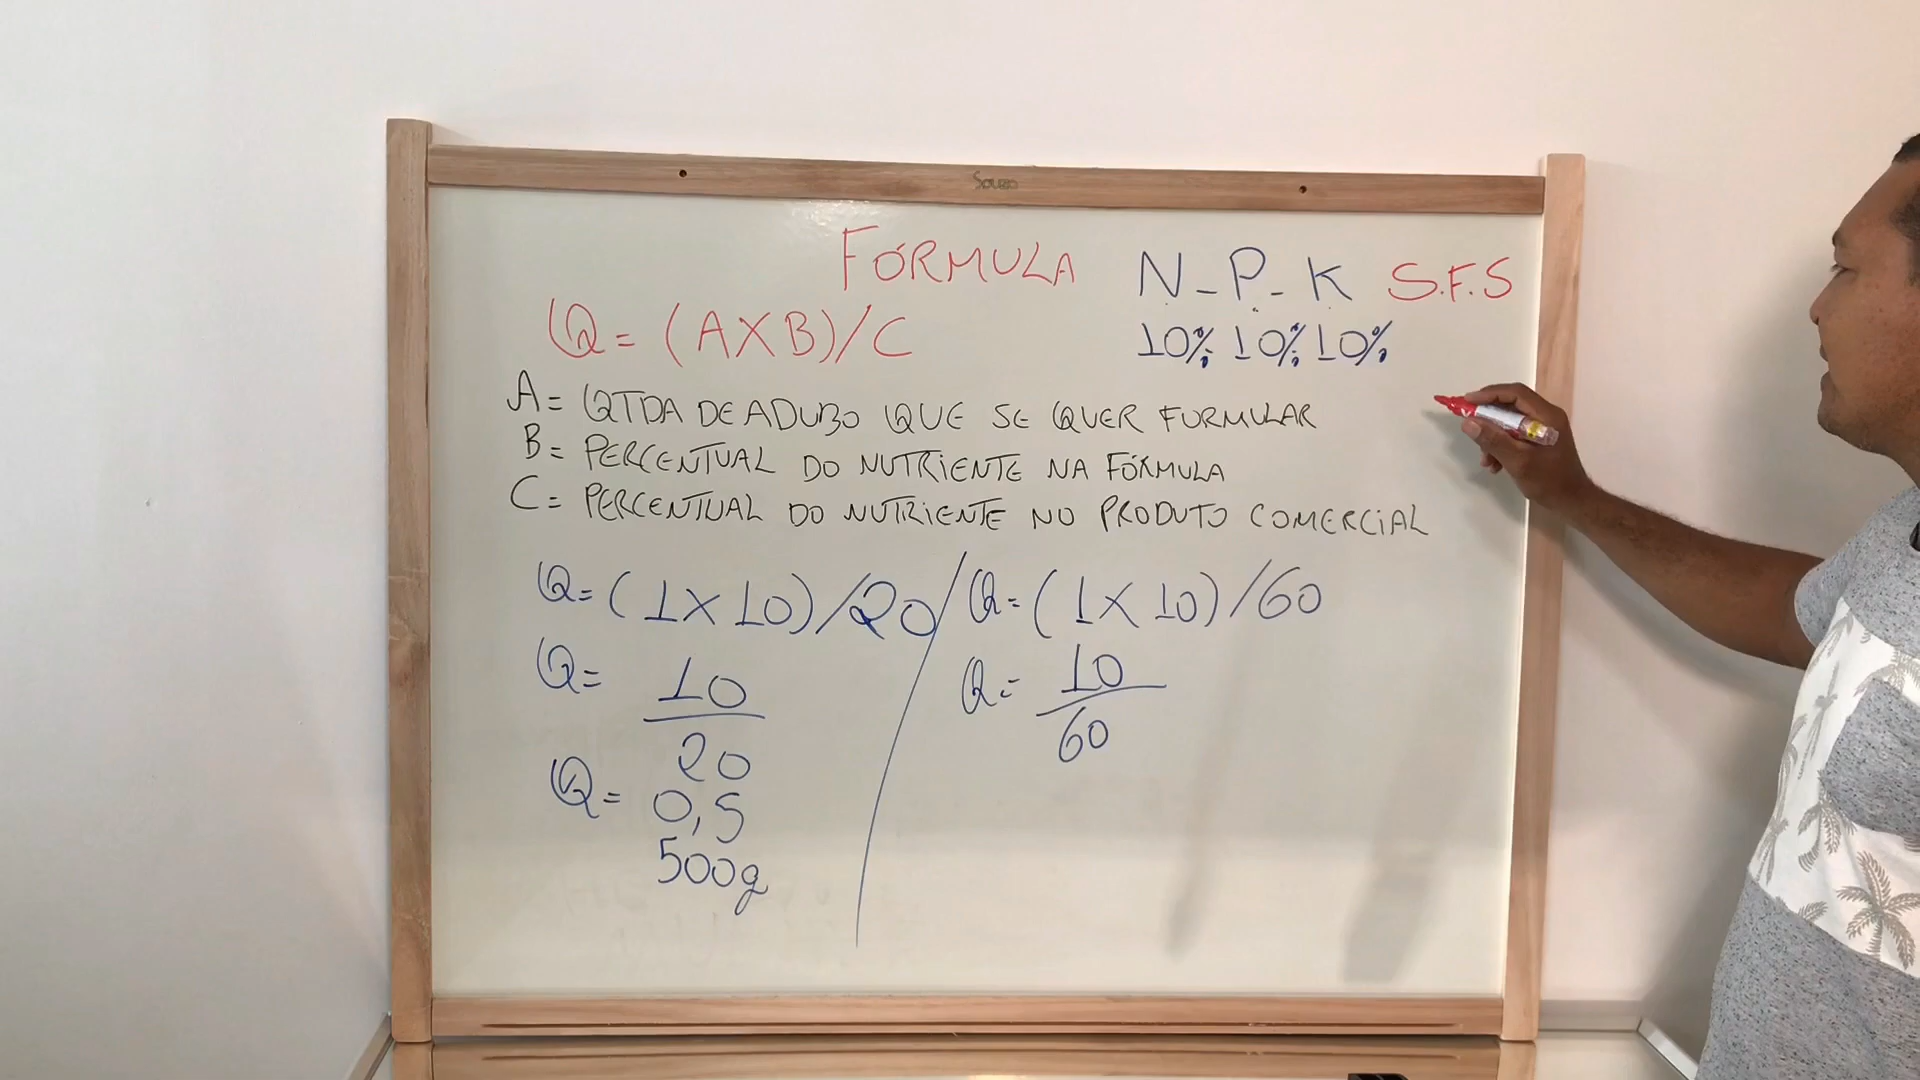 Souza
FÓRMULA N-P-K S.F.S
Q=(AXB)/C 10% 10% 10%
A= QTDA DE ADUBO QUE SE QUER FORMULAR
B= PERCENTUAL DO NUTRIENTE NA FÓRMULA
C= PERCENTUAL DO NUTRIENTE NO PRODUTO COMERCIAL
Q=(1X10)/20
Q= 10
20
Q= 0,5
500g
Q=(1X10)/60
Q= 10
60